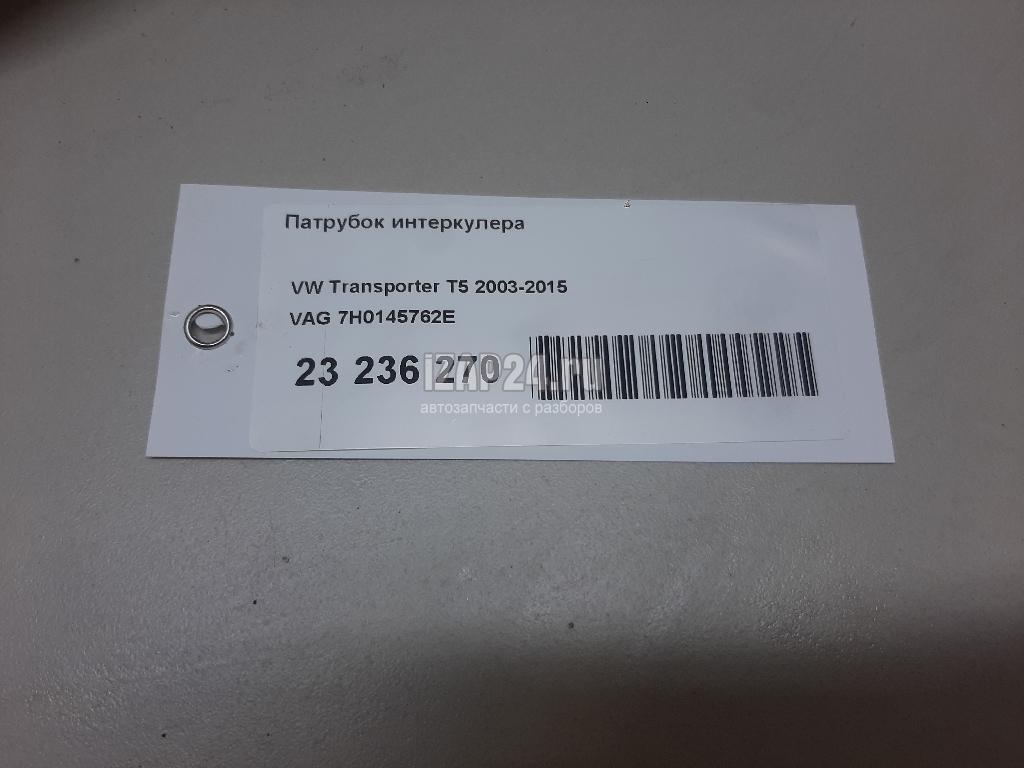 Патрубок интеркулера
VW Transporter T5 2003-2015
VAG 7H0145762E
23 236 270
iZAP24.ru
автозапчасти с разборов